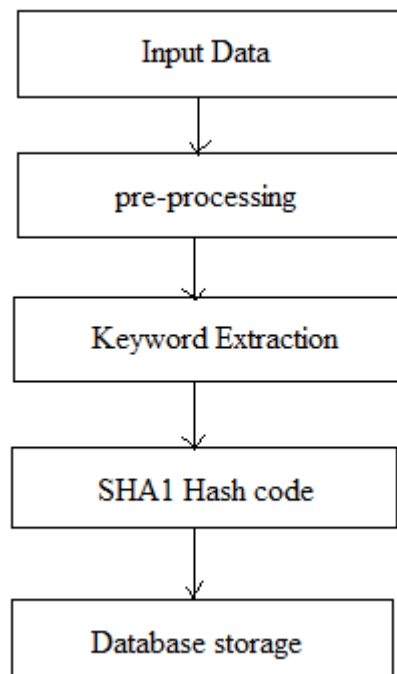 Input Data
pre-processing
Keyword Extraction
SHA1 Hash code
Database storage